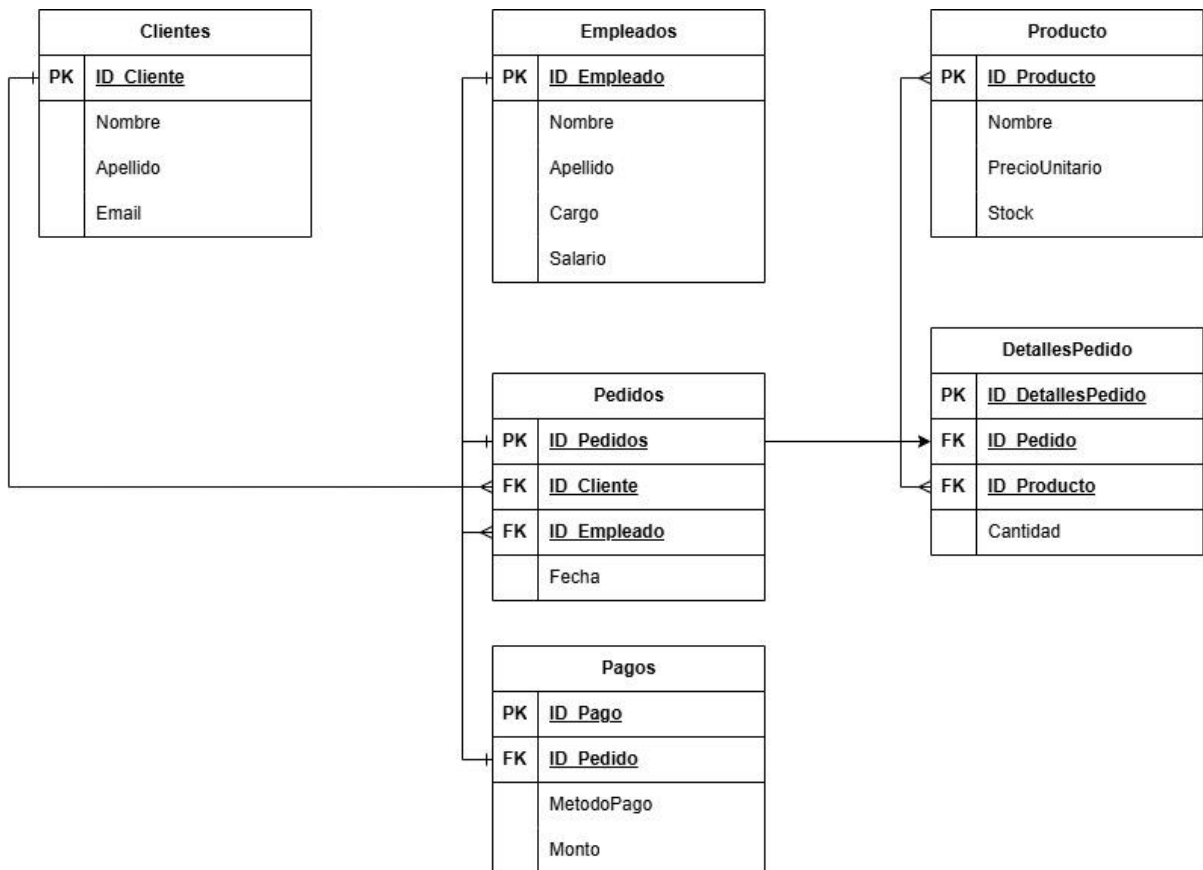 Clientes
PK ID_Cliente
Nombre
Apellido
Email
Empleados
PK ID_Empleado
Nombre
Apellido
Cargo
Salario
Producto
PK ID_Producto
Nombre
PrecioUnitario
Stock
Pedidos
PK ID_Pedidos
FK ID_Cliente
FK ID_Empleado
Fecha
DetallesPedido
PK ID_DetallesPedido
FK ID_Pedido
FK ID_Producto
Cantidad
Pagos
PK ID_Pago
FK ID_Pedido
MetodoPago
Monto